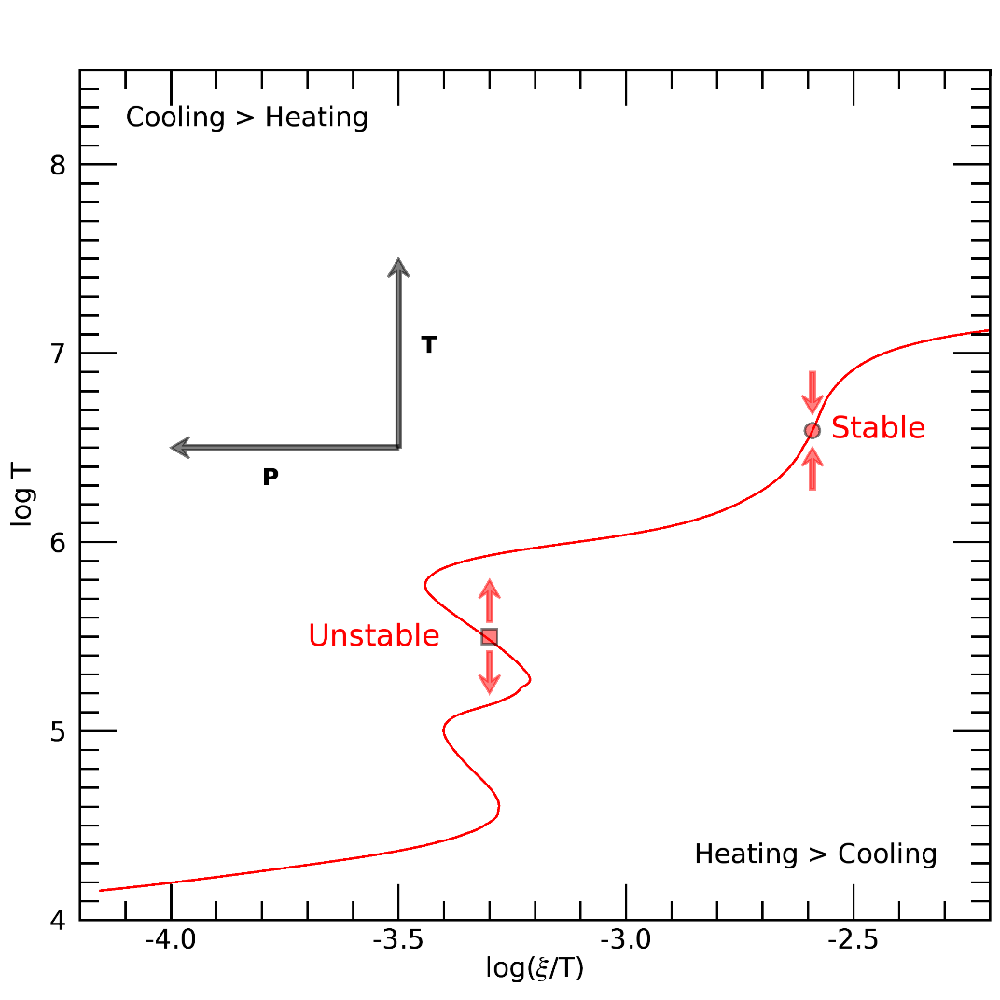 Cooling > Heating
8
T
7
Stable
P
log T
6
Unstable
5
Heating > Cooling
4
-4.0 -3.5 -3.0 -2.5
log(ξ/T)